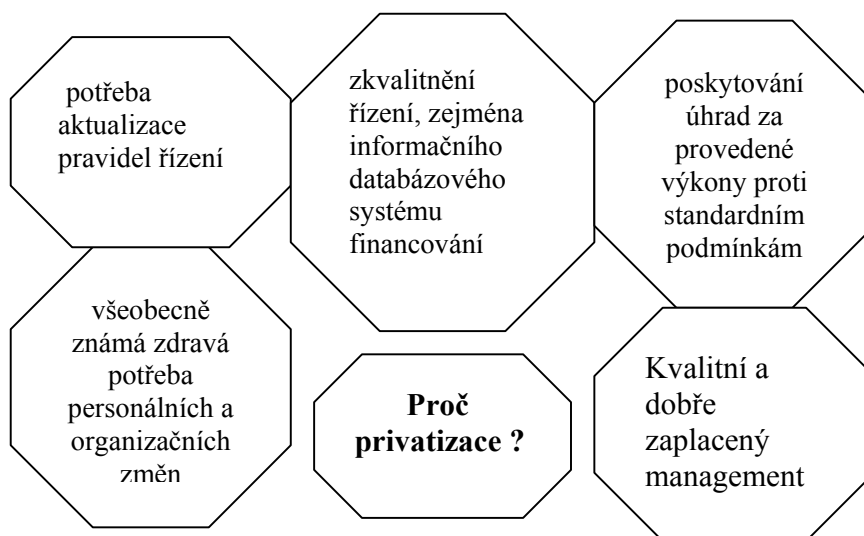 potřeba
aktualizace
pravidel řízení
zkvalitnění
řízení, zejména
informačního
databázového
systému
financování
poskytování
úhrad za
provedené
výkony proti
standardním
podmínkám
všeobecně
známá zdravá
potřeba
personálních a
organizačních
změn
Proč
privatizace ?
Kvalitní a
dobře
zaplacený
management